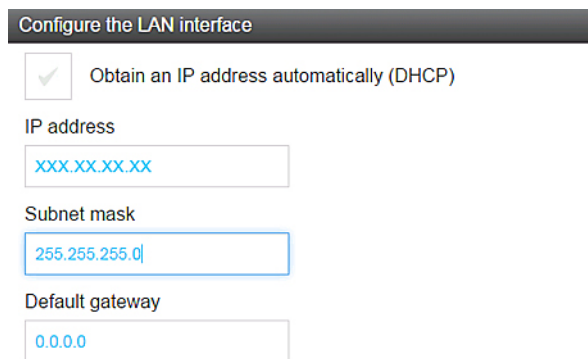 Configure the LAN interface
Obtain an IP address automatically (DHCP)
IP address
XXX.XX.XX.XX
Subnet mask
255.255.255.0
Default gateway
0.0.0.0